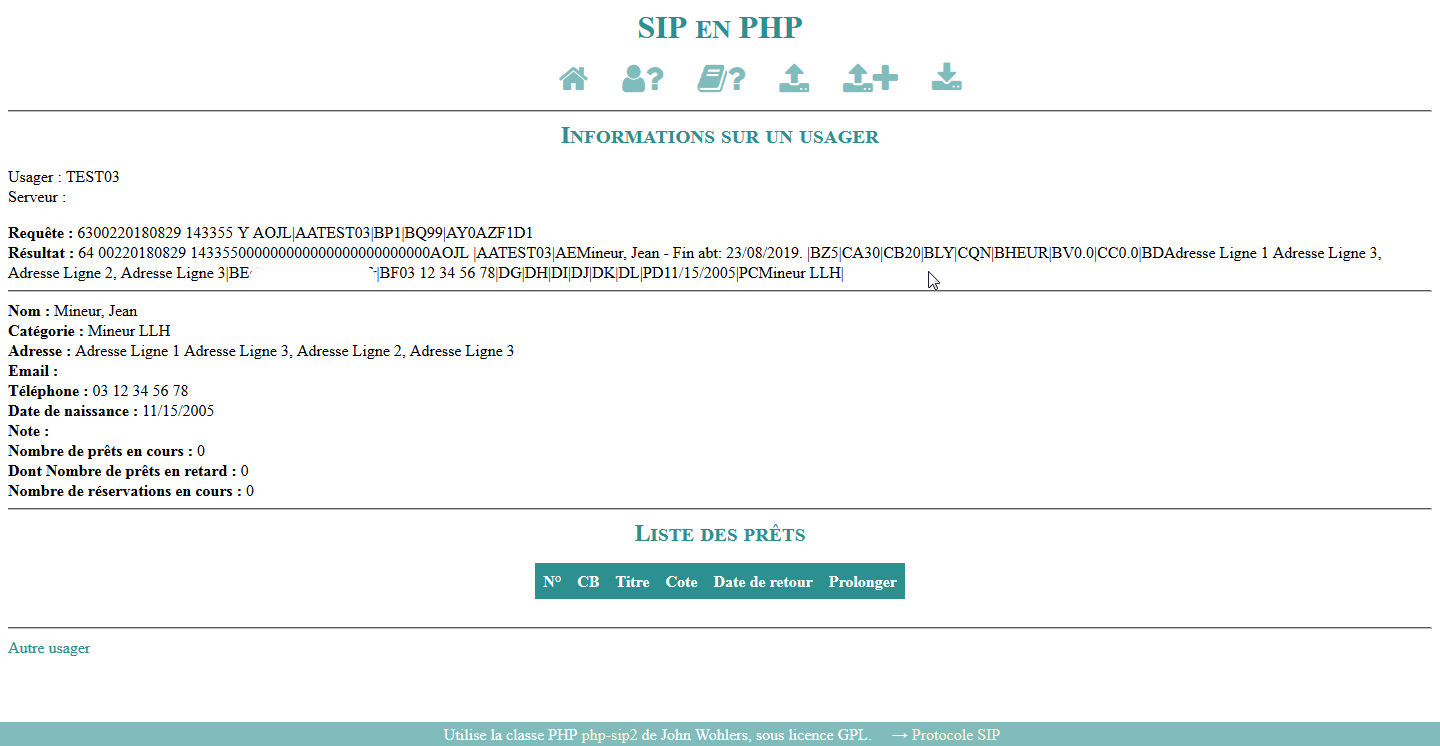 SIP EN PHP
? ?
Informations sur un usager
Usager : TEST03
Serveur :
Requête : 6300220180829 143355 Y AOJL|AATEST03|BP1|BQ99|AY0AZF1D1
Résultat : 64 00220180829 143355000000000000000000000000AOJL |AATEST03|AEMineur, Jean - Fin abt: 23/08/2019. |BZ5|CA30|CB20|BLY|CQN|BHEUR|BV0.0|CC0.0|BDAdresse Ligne 1 Adresse Ligne 3,
Adresse Ligne 2, Adresse Ligne 3|BE |BF03 12 34 56 78|DG|DH|DI|DJ|DK|DL|PD11/15/2005|PCMineur LLH|
Nom : Mineur, Jean
Catégorie : Mineur LLH
Adresse : Adresse Ligne 1 Adresse Ligne 3, Adresse Ligne 2, Adresse Ligne 3
Email :
Téléphone : 03 12 34 56 78
Date de naissance : 11/15/2005
Note :
Nombre de prêts en cours : 0
Dont Nombre de prêts en retard : 0
Nombre de réservations en cours : 0
Liste des prêts
N° CB Titre Cote Date de retour Prolonger
Autre usager
Utilise la classe PHP php-sip2 de John Wohlers, sous licence GPL. → Protocole SIP